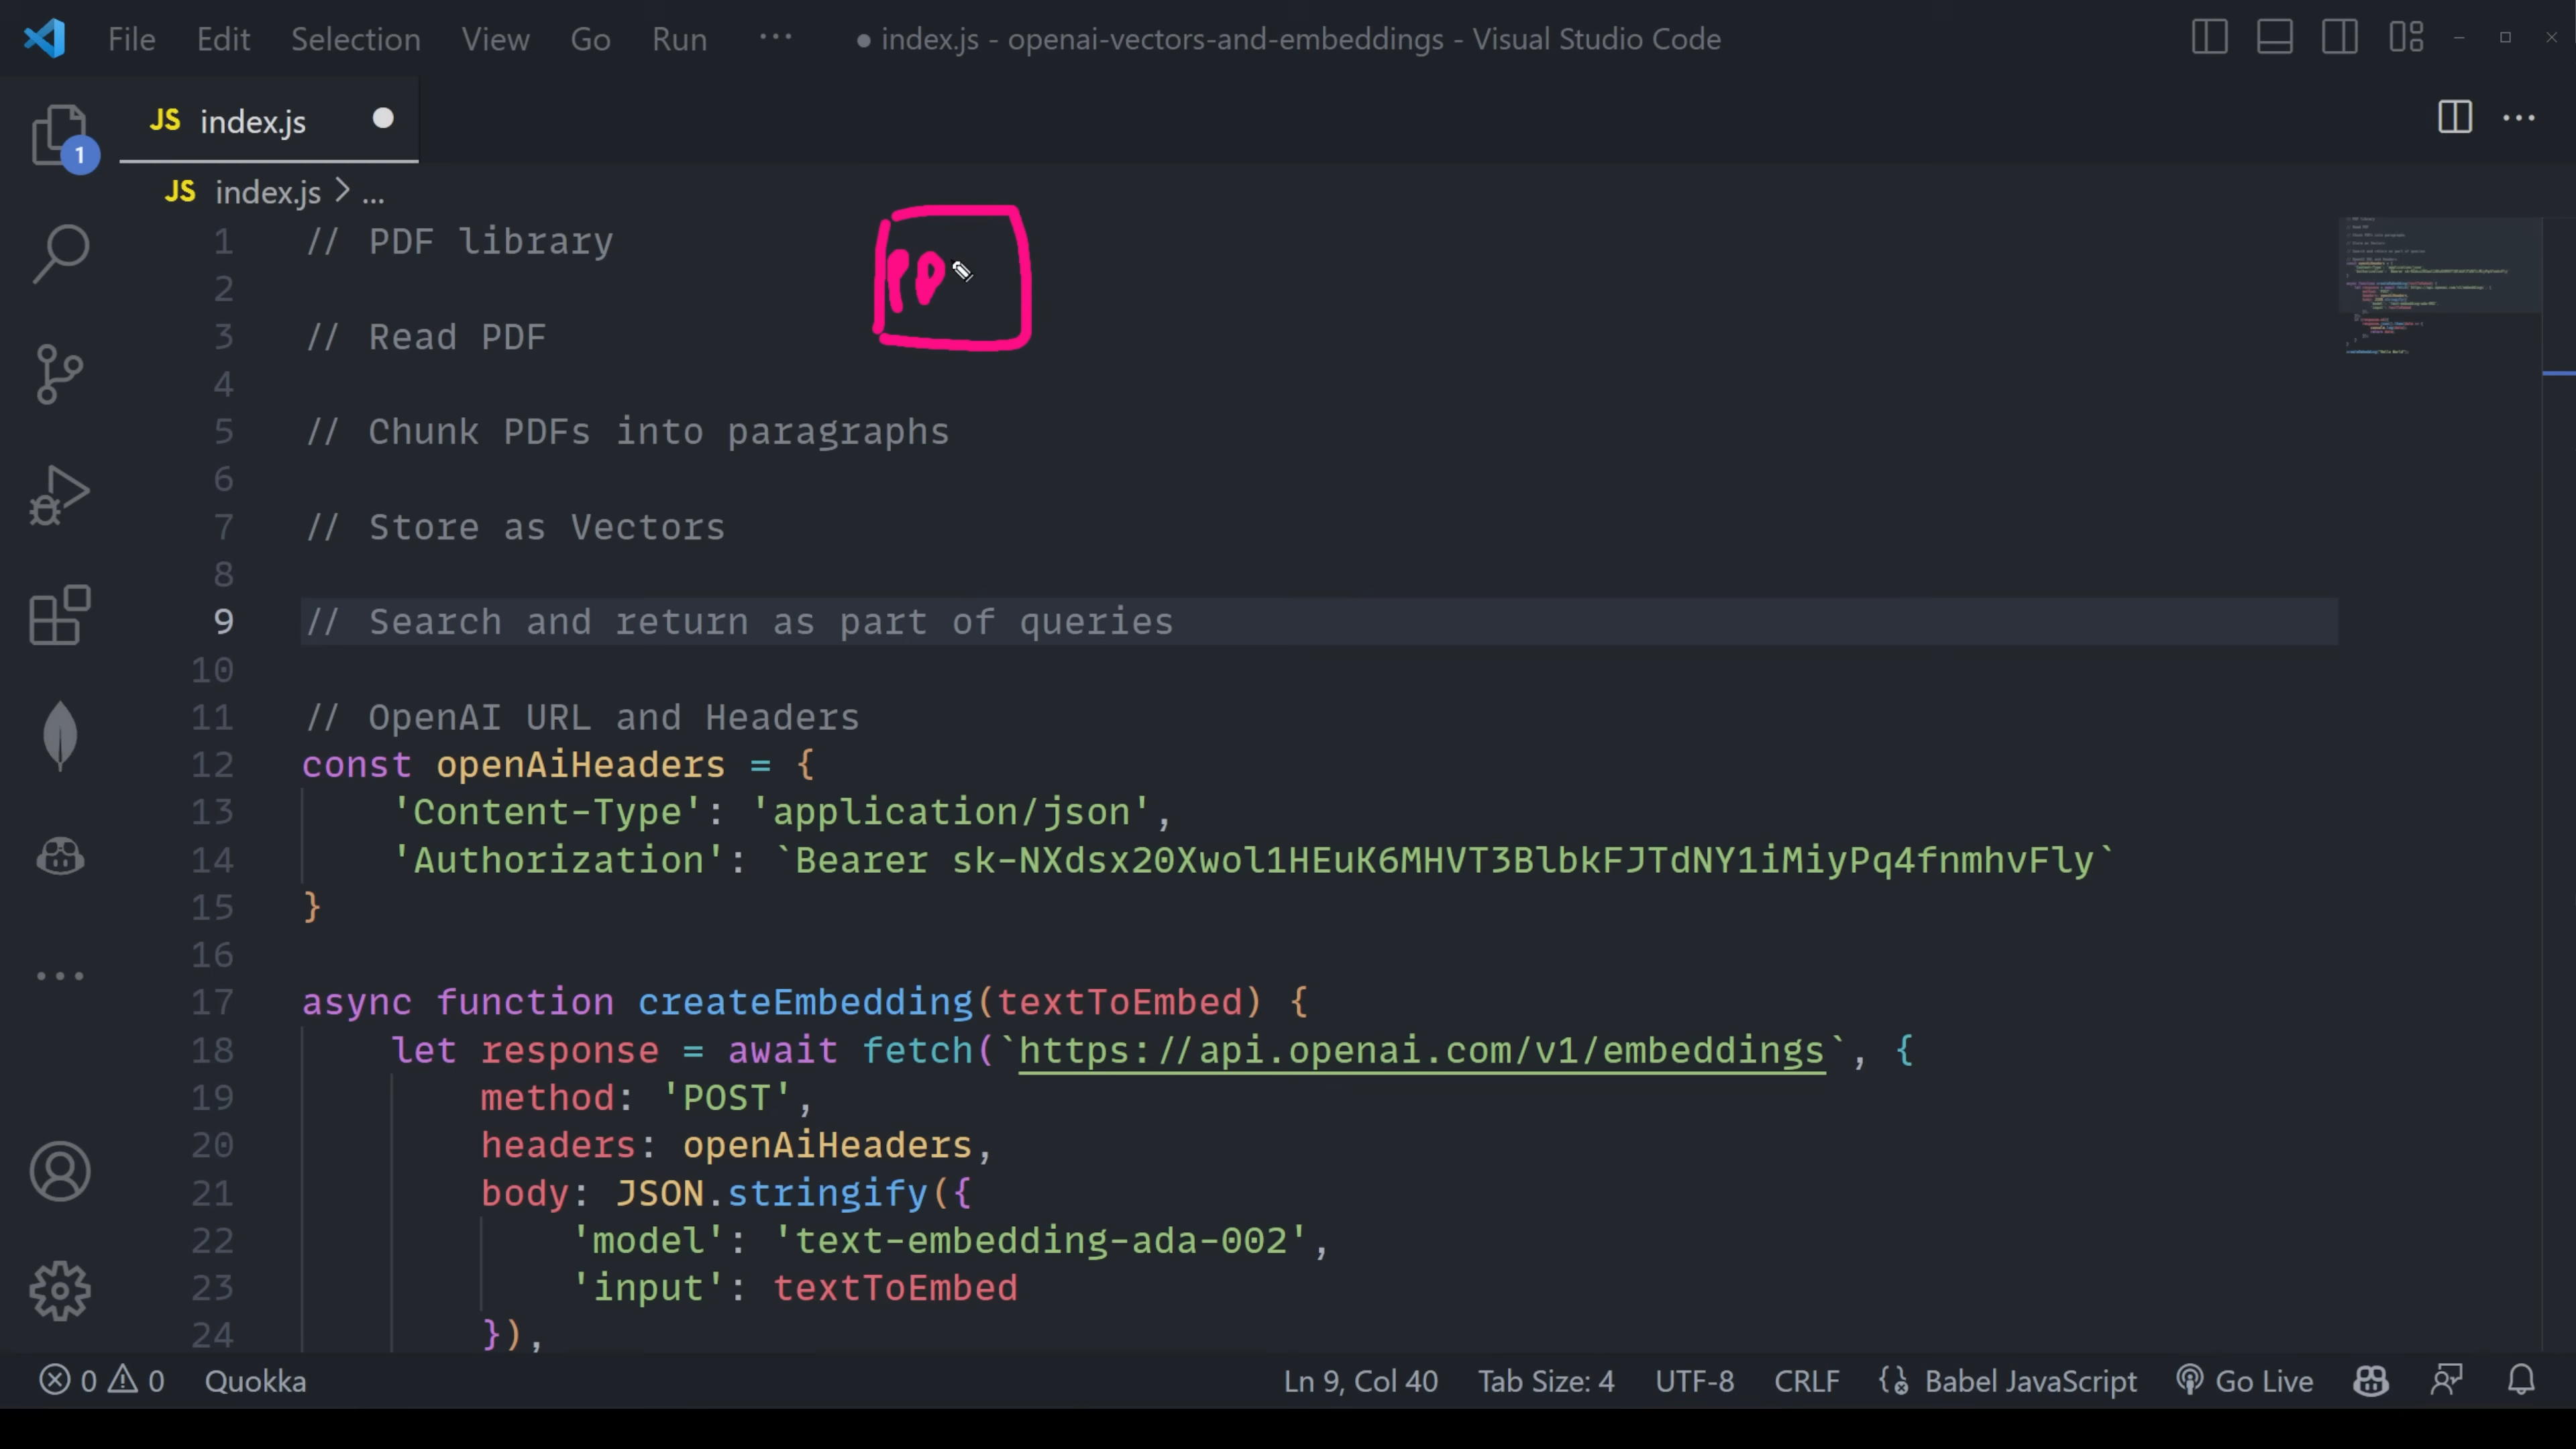 File Edit Selection View Go Run ··· ● index.js - openai-vectors-and-embeddings - Visual Studio Code
JS index.js
1
JS index.js > ...
PD
1 // PDF library
2
3 // Read PDF
4
5 // Chunk PDFs into paragraphs
6
7 // Store as Vectors
8
9 // Search and return as part of queries
10
11 // OpenAI URL and Headers
12 const openAiHeaders = {
13 'Content-Type': 'application/json',
14 'Authorization': `Bearer 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`
15 }
16
17 async function createEmbedding(textToEmbed) {
18 let response = await fetch(`https://api.openai.com/v1/embeddings`, {
19 method: 'POST',
20 headers: openAiHeaders,
21 body: JSON.stringify({
22 'model': 'text-embedding-ada-002',
23 'input': textToEmbed
24 }),
0 0 Quokka Ln 9, Col 40 Tab Size: 4 UTF-8 CRLF Babel JavaScript Go Live